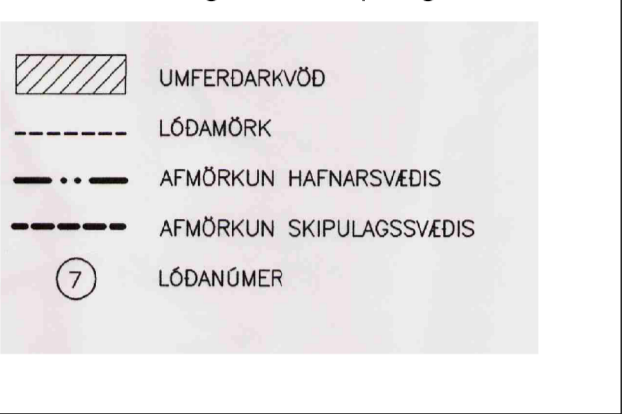 UMFERÐARKVÖÐ
LÓÐAMÖRK
AFMÖRKUN HAFNARSVÆÐIS
AFMÖRKUN SKIPULAGSSVÆÐIS
7 LÓÐANÚMER